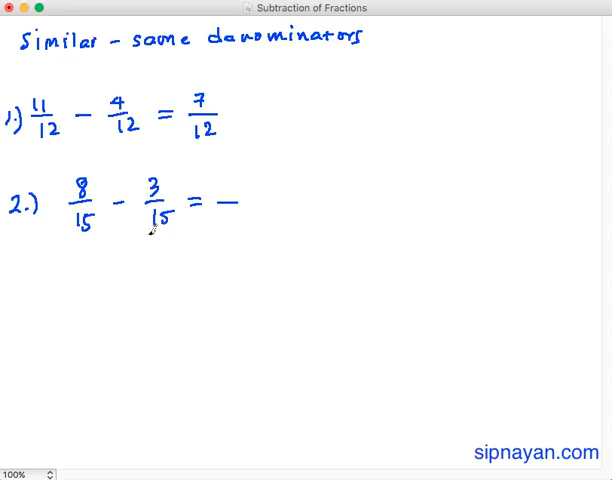 Subtraction of Fractions
Similar - same denominators
1.) 11/12 - 4/12 = 7/12
2.) 8/15 - 3/15 = —
sipnayan.com
100%